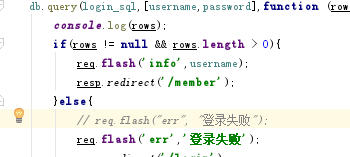 db.query(login_sql,[username,password],function (row
console.log(rows);
if(rows != null && rows.length > 0){
req.flash('info',username);
resp.redirect('/member');
}else{
// req.flash("err", "登录失败");
req.flash('err','登录失败');